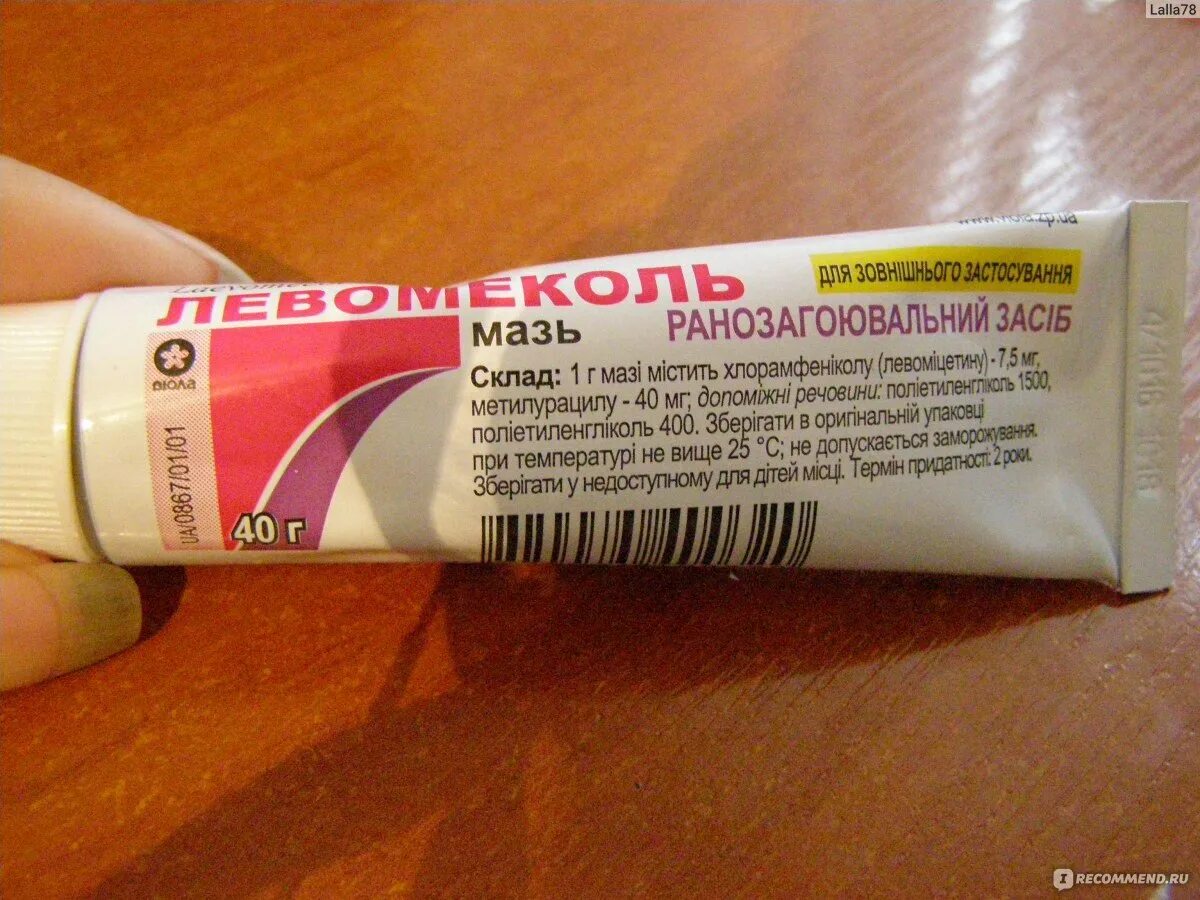 Lalla78
www.viola.zp.ua
ДЛЯ ЗОВНІШНЬОГО ЗАСТОСУВАННЯ
ЛЕВОМЕКОЛЬ
мазь
РАНОЗАГОЮВАЛЬНИЙ ЗАСІБ
віола
Склад: 1 г мазі містить хлорамфеніколу (левоміцетину) - 7,5 мг,
метилурацилу - 40 мг; допоміжні речовини: поліетиленгліколь 1500,
поліетиленгліколь 400. Зберігати в оригінальній упаковці
при температурі не вище 25 °С; не допускається заморожування.
Зберігати у недоступному для дітей місці. Термін придатності: 2 роки.
UA/0867/01/01
40 г
IRECOMMEND.RU